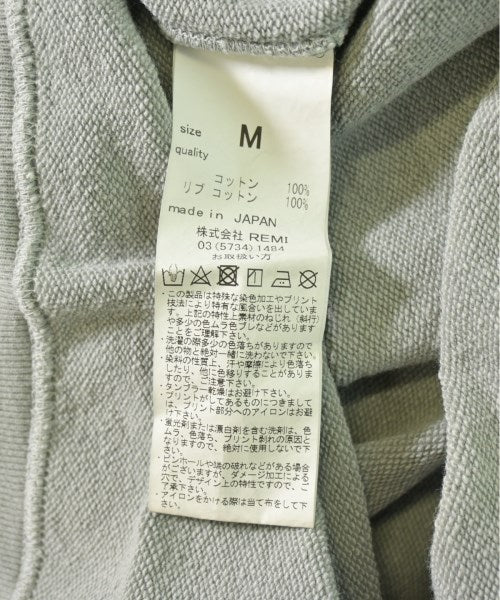 size M
quality
コットン 100%
リブ コットン 100%
made in JAPAN
株式会社 REMI
03(5734)1484
お取扱い方
・この製品は特殊な染色加工やプリント
技法により特有な風合いを出していま
す。上記の特性上素材のねじれ（斜行）
や多少の色ムラ色ブレなどがあります
ことをご理解下さい。
・洗濯の際多少の色落ちがありますので
他の物と絶対一緒に洗わないで下さい。
・染料の性質上、汗や摩擦により色落ち
したり、他に色移りすることがありま
すので、ご注意下さい。
・タンブラー乾燥はお避け下さい。
・プリントがしてあるものにつきまして
は、プリント部分へのアイロンはお避
け下さい。
・蛍光剤または漂白剤を含む洗剤は、色
ムラ、色落ち、プリント剥れの原因と
なりますので、絶対に使用しないで下
さい。
・ピンホールや端の破れなどがある場合
がございますが、ダメージ加工による
穴で、デザイン上の特性ですので、ご
了承下さい。
・アイロンをかける際は当て布をして下
さい。